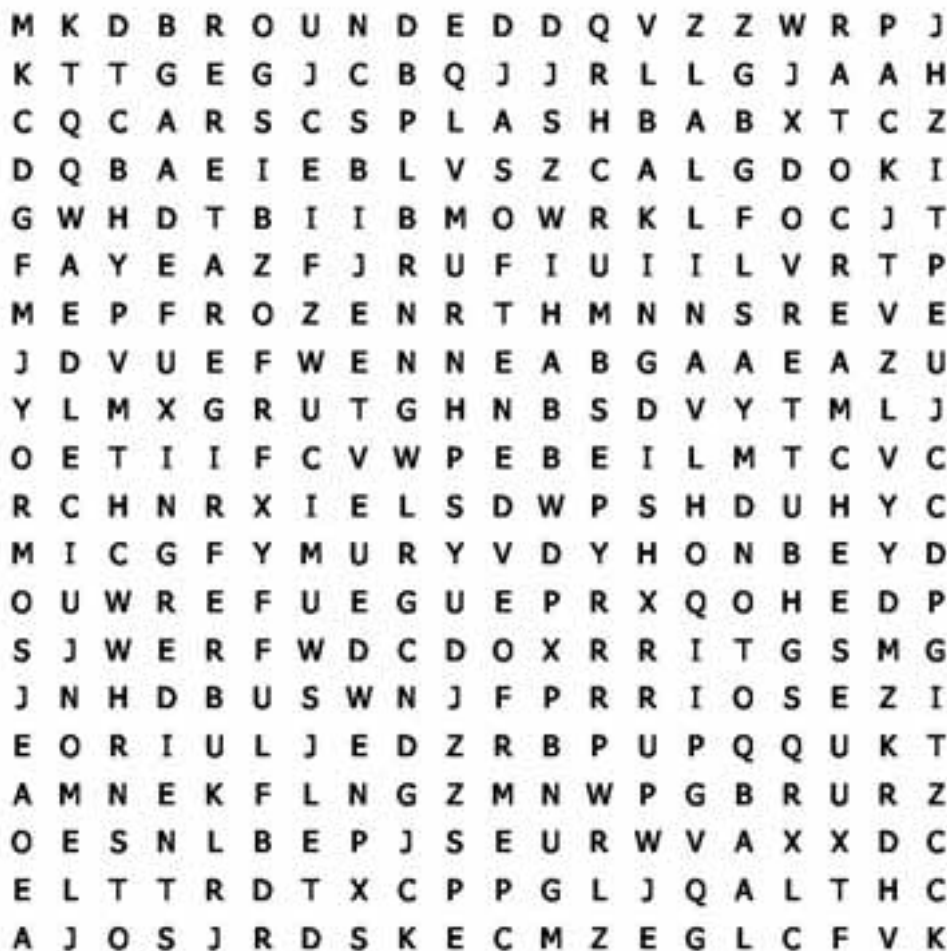 M K D B R O U N D E D D Q V Z Z W R P J
K T T G E G J C B Q J J R L L G J A A H
C Q C A R S C S P L A S H B A B X T C Z
D Q B A E I E B L V S Z C A L G D O K I
G W H D T B I I B M O W R K L F O C J T
F A Y E A Z F J R U F I U I I L V R T P
M E P F R O Z E N R T H M N N S R E V E
J D V U E F W E N N E A B G A A E A Z U
Y L M X G R U T G H N B S D V Y T M L J
O E T I I F C V W P E B E I L M T C V C
R C H N R X I E L S D W P S H D U H Y C
M I C G F Y M U R Y V D Y H O N B E Y D
O U W R E F U E G U E P R X Q O H E D P
S J W E R F W D C D O X R R I T G S M G
J N H D B U S W N J F P R R I O S E Z I
E O R I U L J E D Z R B P U P Q Q U K T
A M N E K F L N G Z M N W P G B R U R Z
O E S N L B E P J S E U R W V A X X D C
E L T T R D T X C P P G L J Q A L T H C
A J O S J R D S K E C M Z E G L C F V K